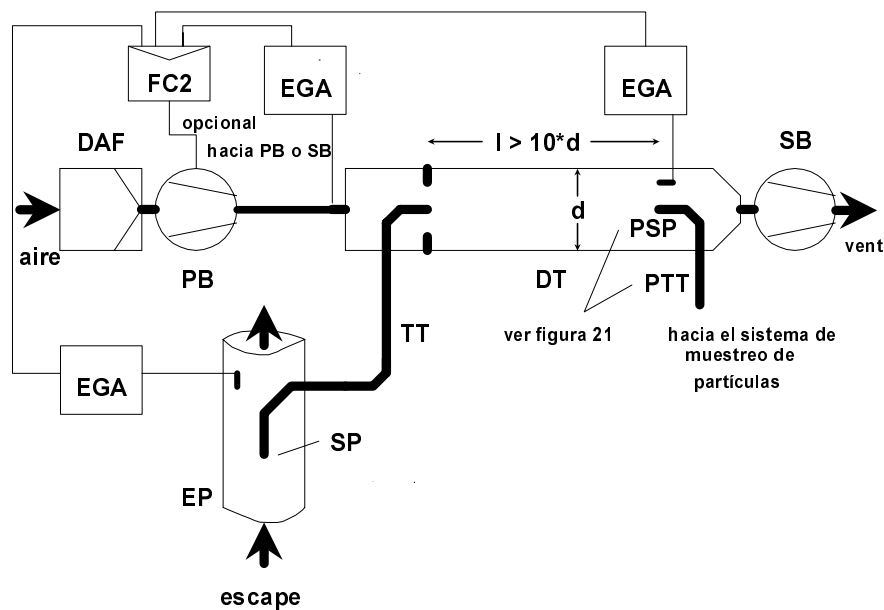 FC2
EGA
EGA
opcional
hacia PB o SB
l > 10*d
DAF
SB
d
aire
PB
PSP
vent
DT
PTT
TT
ver figura 21
hacia el sistema de
muestreo de
partículas
EGA
SP
EP
escape